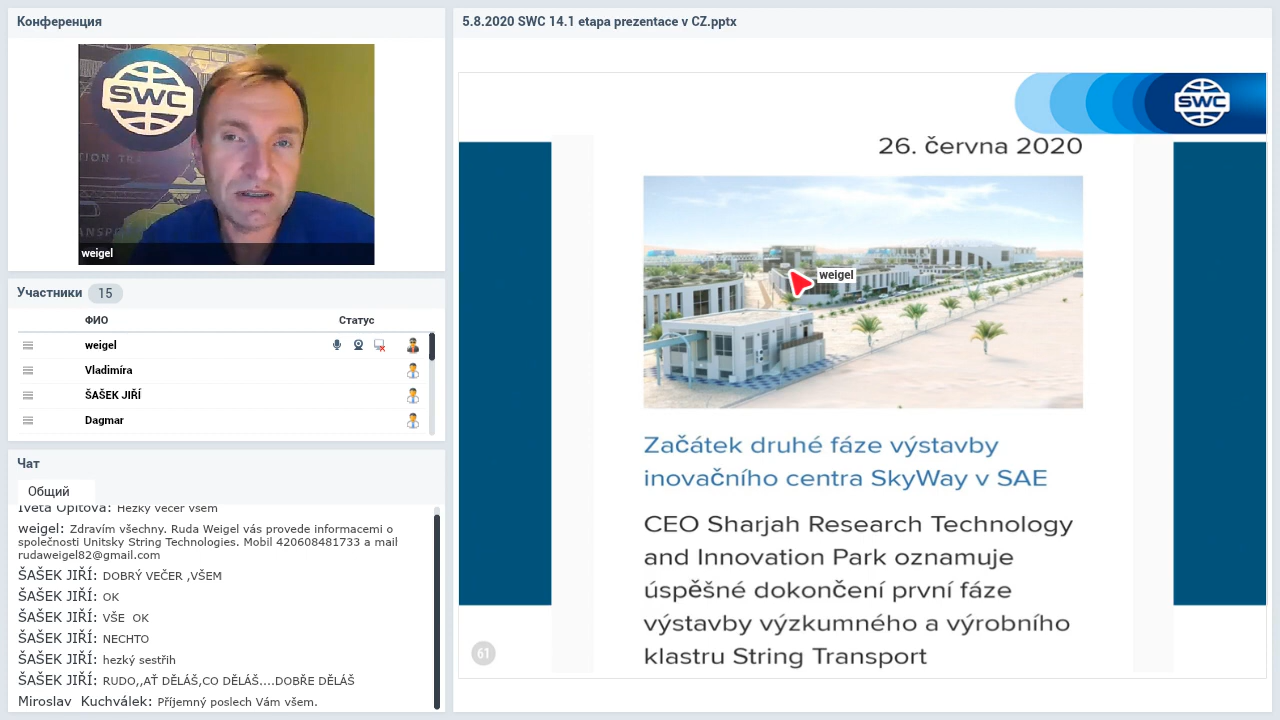 Конференция
SWC
weigel
Участники 15
ФИО Статус
weigel
Vladimíra
ŠAŠEK JIŘÍ
Dagmar
Чат
Общий
Iveta Opitova: Hezký večer všem
weigel: Zdravím všechny. Ruda Weigel vás provede informacemi o
společnosti Unitsky String Technologies. Mobil 420608481733 a mail
rudaweigel82@gmail.com
ŠAŠEK JIŘÍ: DOBRÝ VEČER ,VŠEM
ŠAŠEK JIŘÍ: OK
ŠAŠEK JIŘÍ: VŠE OK
ŠAŠEK JIŘÍ: NECHTO
ŠAŠEK JIŘÍ: hezký sestřih
ŠAŠEK JIŘÍ: RUDO,,AŤ DĚLÁŠ,CO DĚLÁŠ....DOBŘE DĚLÁŠ
Miroslav Kuchválek: Příjemný poslech Vám všem.
5.8.2020 SWC 14.1 etapa prezentace v CZ.pptx
SWC
26. června 2020
weigel
Začátek druhé fáze výstavby
inovačního centra SkyWay v SAE
CEO Sharjah Research Technology
and Innovation Park oznamuje
úspěšné dokončení první fáze
výstavby výzkumného a výrobního
klastru String Transport
61